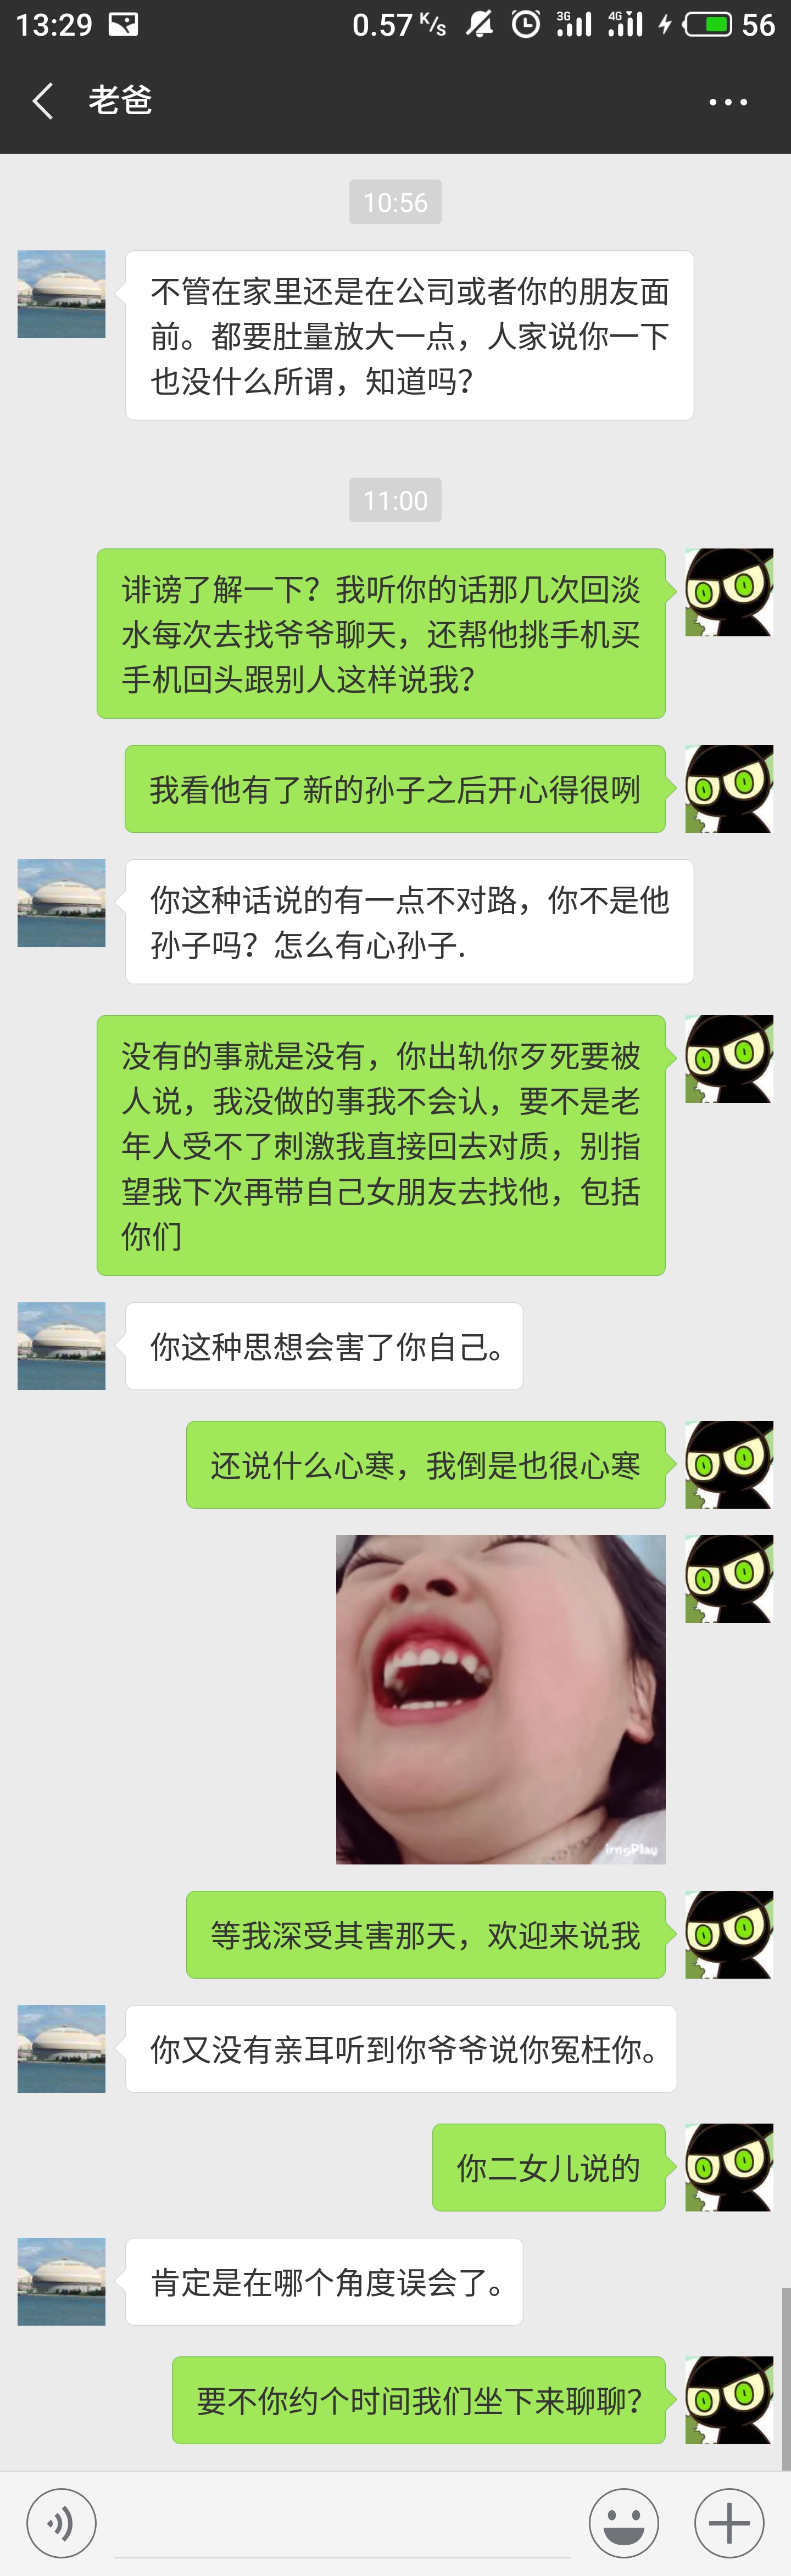 13:29 0.57 K/s 3G 4G 56
老爸
10:56
不管在家里还是在公司或者你的朋友面
前。都要肚量放大一点，人家说你一下
也没什么所谓，知道吗？
11:00
诽谤了解一下？我听你的话那几次回淡
水每次去找爷爷聊天，还帮他挑手机买
手机回头跟别人这样说我？
我看他有了新的孙子之后开心得很咧
你这种话说的有一点不对路，你不是他
孙子吗？怎么有心孙子.
没有的事就是没有，你出轨你歹死要被
人说，我没做的事我不会认，要不是老
年人受不了刺激我直接回去对质，别指
望我下次再带自己女朋友去找他，包括
你们
你这种思想会害了你自己。
还说什么心寒，我倒是也很心寒
imgPlay
等我深受其害那天，欢迎来说我
你又没有亲耳听到你爷爷说你冤枉你。
你二女儿说的
肯定是在哪个角度误会了。
要不你约个时间我们坐下来聊聊？